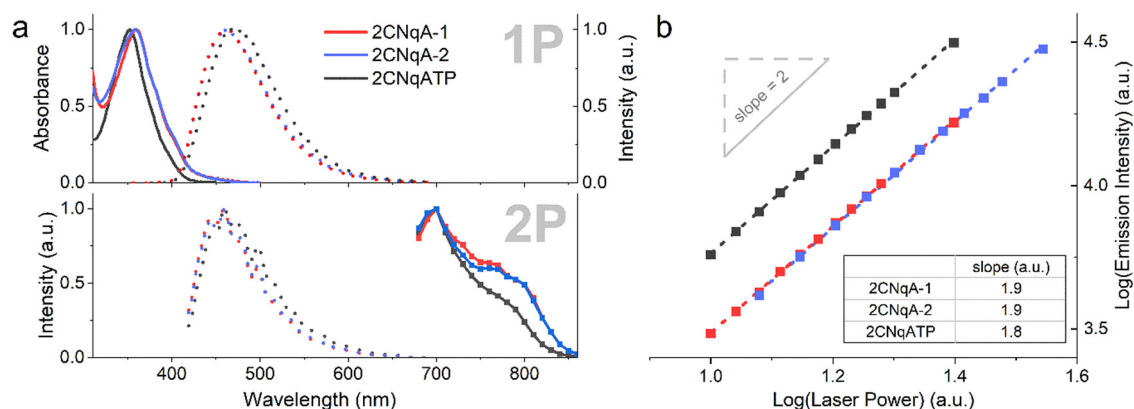 a
1P
2CNqA-1
2CNqA-2
2CNqATP
Absorbance
1.0
0.5
0.0
Intensity (a.u.)
1.0
0.5
0.0
2P
Intensity (a.u.)
1.0
0.5
0.0
400 500 600 700 800
Wavelength (nm)
b
slope = 2
Log(Emission Intensity) (a.u.)
4.5
4.0
3.5
slope (a.u.)
2CNqA-1 1.9
2CNqA-2 1.9
2CNqATP 1.8
1.0 1.2 1.4 1.6
Log(Laser Power) (a.u.)